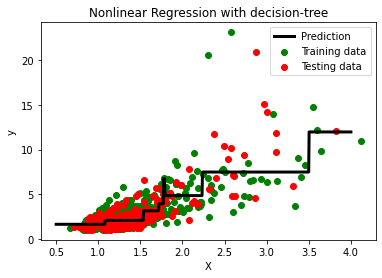 Nonlinear Regression with decision-tree
Prediction
Training data
Testing data
y
20
15
10
5
0
0.5 1.0 1.5 2.0 2.5 3.0 3.5 4.0
X